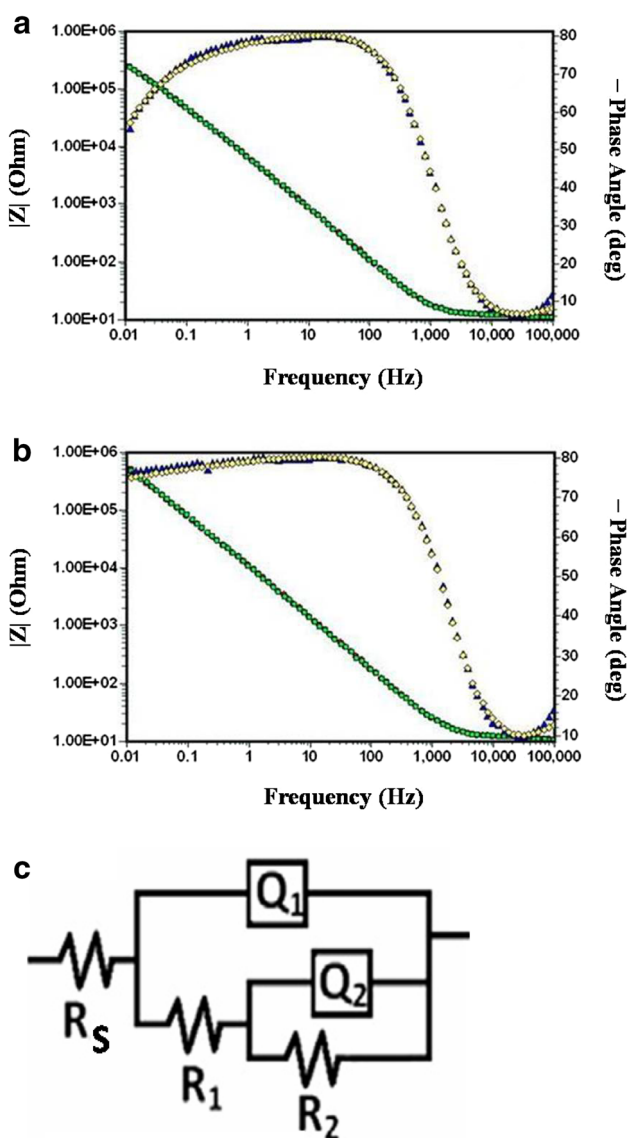 a
1.00E+06
1.00E+05
1.00E+04
1.00E+03
1.00E+02
1.00E+01
|Z| (Ohm)
80
70
60
50
40
30
20
10
– Phase Angle (deg)
0.01 0.1 1 10 100 1,000 10,000 100,000
Frequency (Hz)
b
1.00E+06
1.00E+05
1.00E+04
1.00E+03
1.00E+02
1.00E+01
|Z| (Ohm)
80
70
60
50
40
30
20
10
– Phase Angle (deg)
0.01 0.1 1 10 100 1,000 10,000 100,000
Frequency (Hz)
c
Q1
Q2
RS
R1
R2